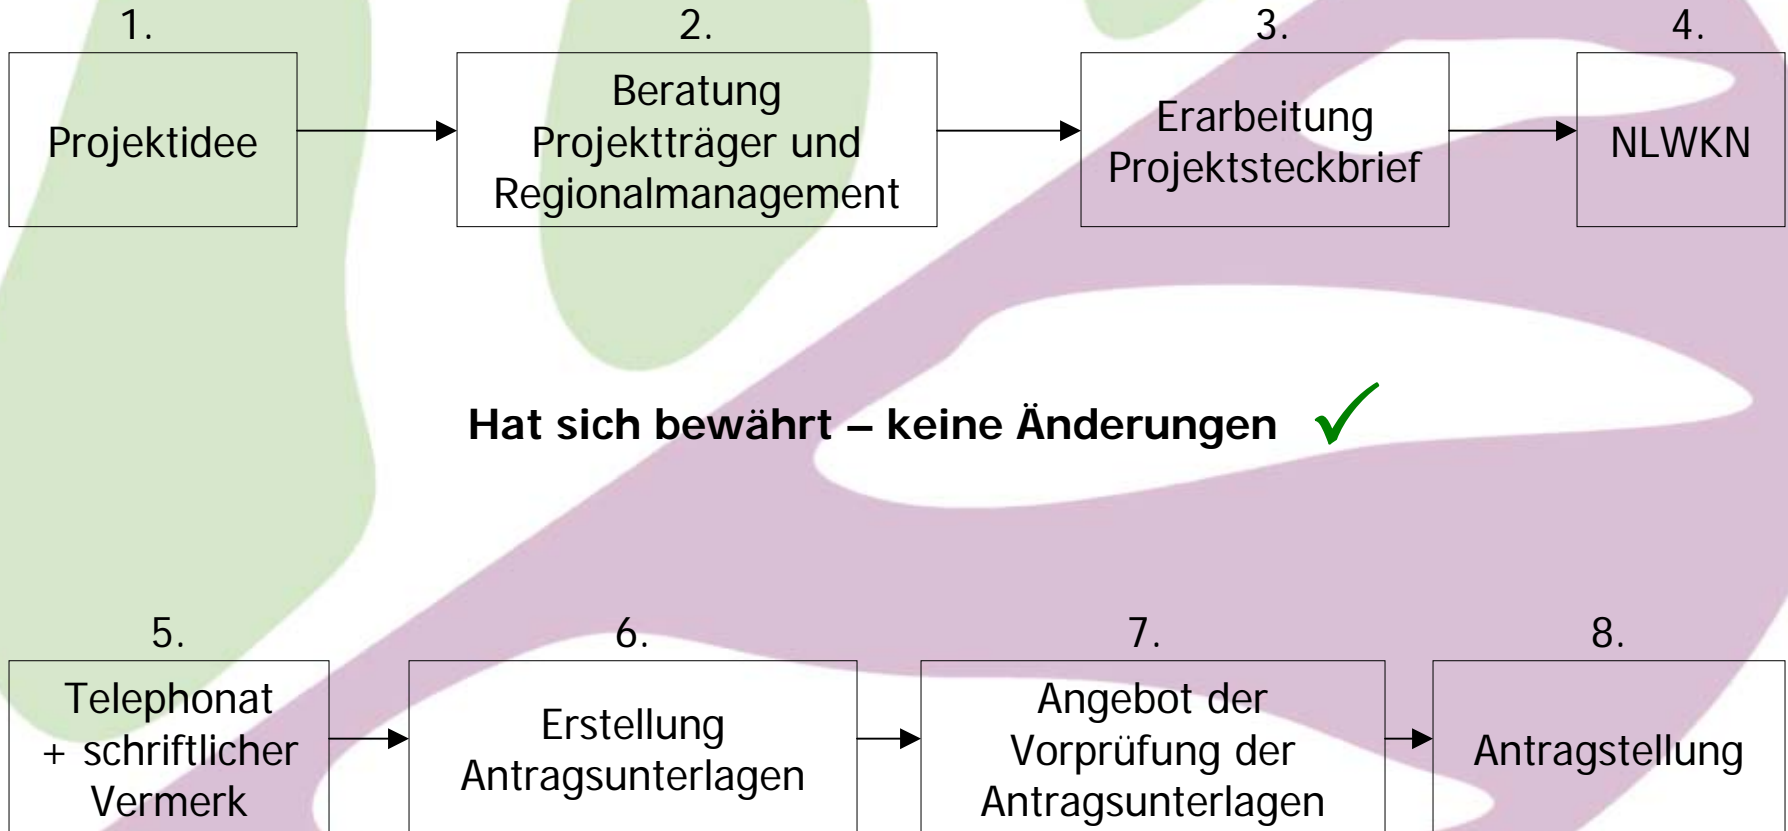 1.
Projektidee
2.
Beratung
Projektträger und
Regionalmanagement
3.
Erarbeitung
Projektsteckbrief
4.
NLWKN
Hat sich bewährt – keine Änderungen ✓
5.
Telephonat
+ schriftlicher
Vermerk
6.
Erstellung
Antragsunterlagen
7.
Angebot der
Vorprüfung der
Antragsunterlagen
8.
Antragstellung